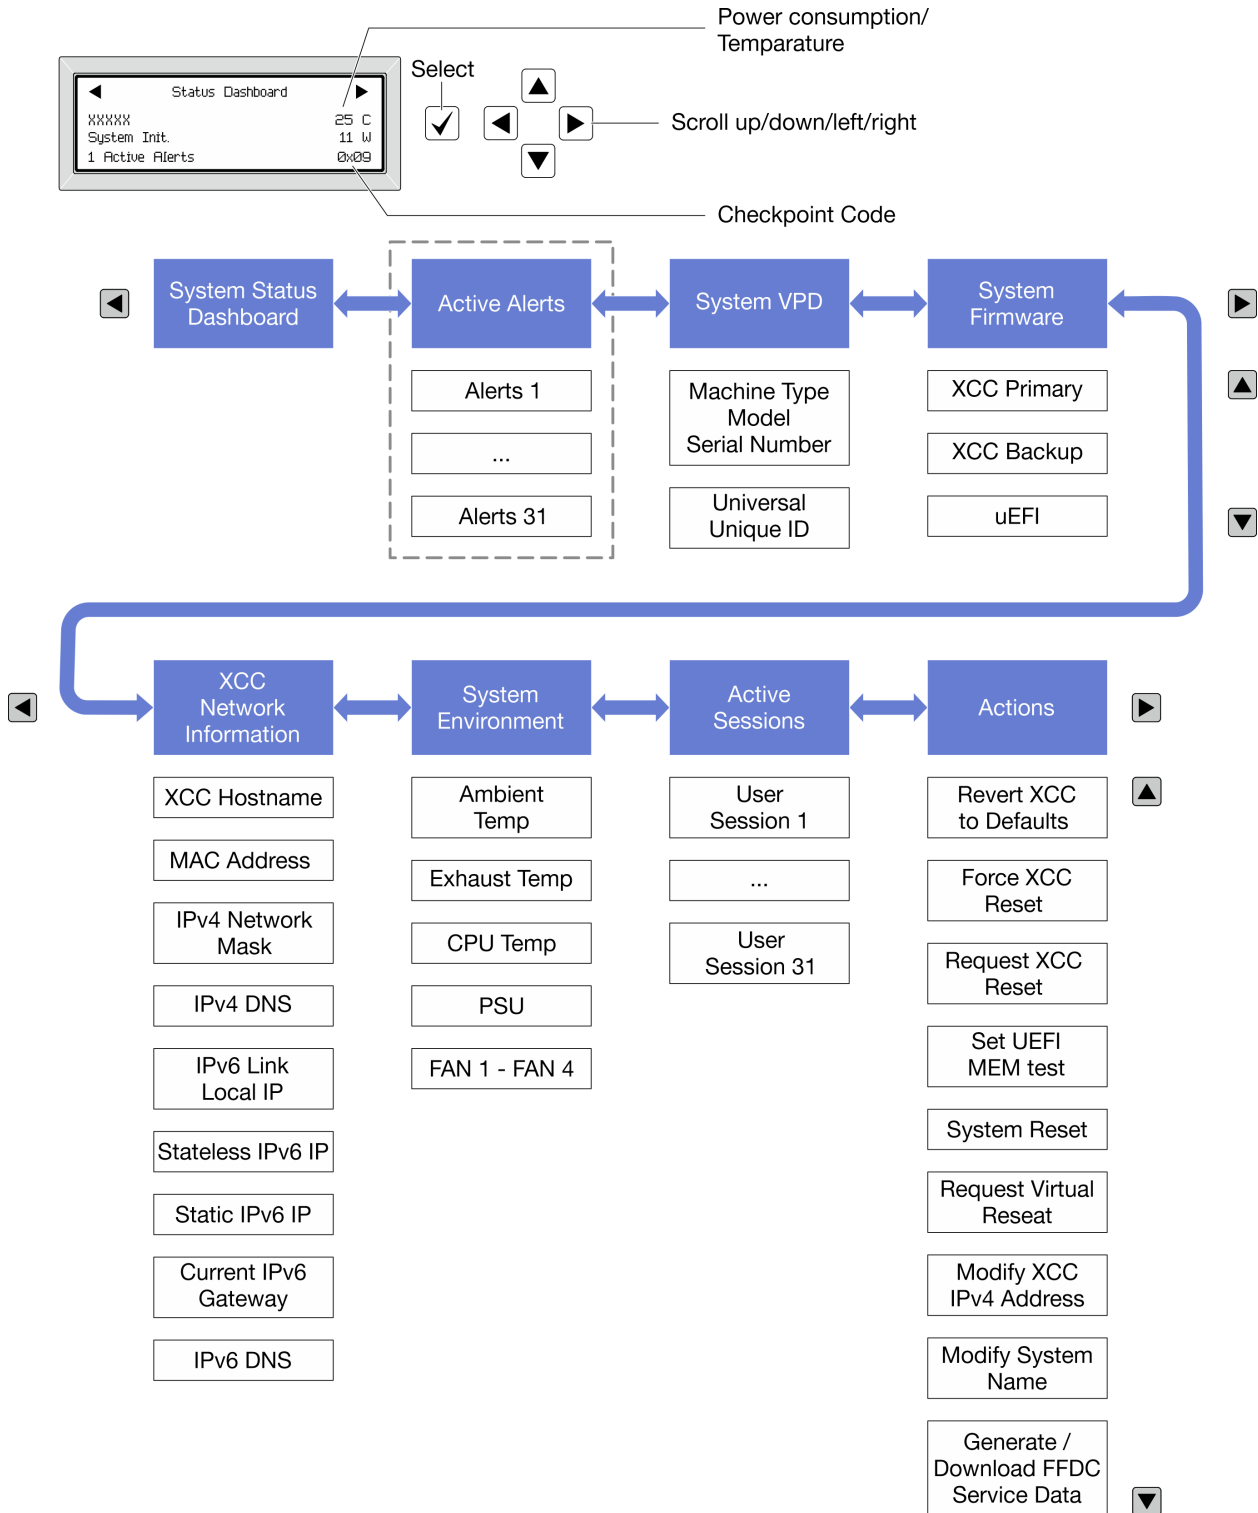 Power consumption/
Temparature
Select
Status Dashboard
XXXXX 25 C
System Init. 11 W
1 Active Alerts 0x09
Scroll up/down/left/right
Checkpoint Code
System Status
Dashboard
Active Alerts
System VPD
System
Firmware
Alerts 1
...
Alerts 31
Machine Type
Model
Serial Number
Universal
Unique ID
XCC Primary
XCC Backup
uEFI
XCC
Network
Information
System
Environment
Active
Sessions
Actions
XCC Hostname
MAC Address
IPv4 Network
Mask
IPv4 DNS
IPv6 Link
Local IP
Stateless IPv6 IP
Static IPv6 IP
Current IPv6
Gateway
IPv6 DNS
Ambient
Temp
Exhaust Temp
CPU Temp
PSU
FAN 1 - FAN 4
User
Session 1
...
User
Session 31
Revert XCC
to Defaults
Force XCC
Reset
Request XCC
Reset
Set UEFI
MEM test
System Reset
Request Virtual
Reseat
Modify XCC
IPv4 Address
Modify System
Name
Generate /
Download FFDC
Service Data